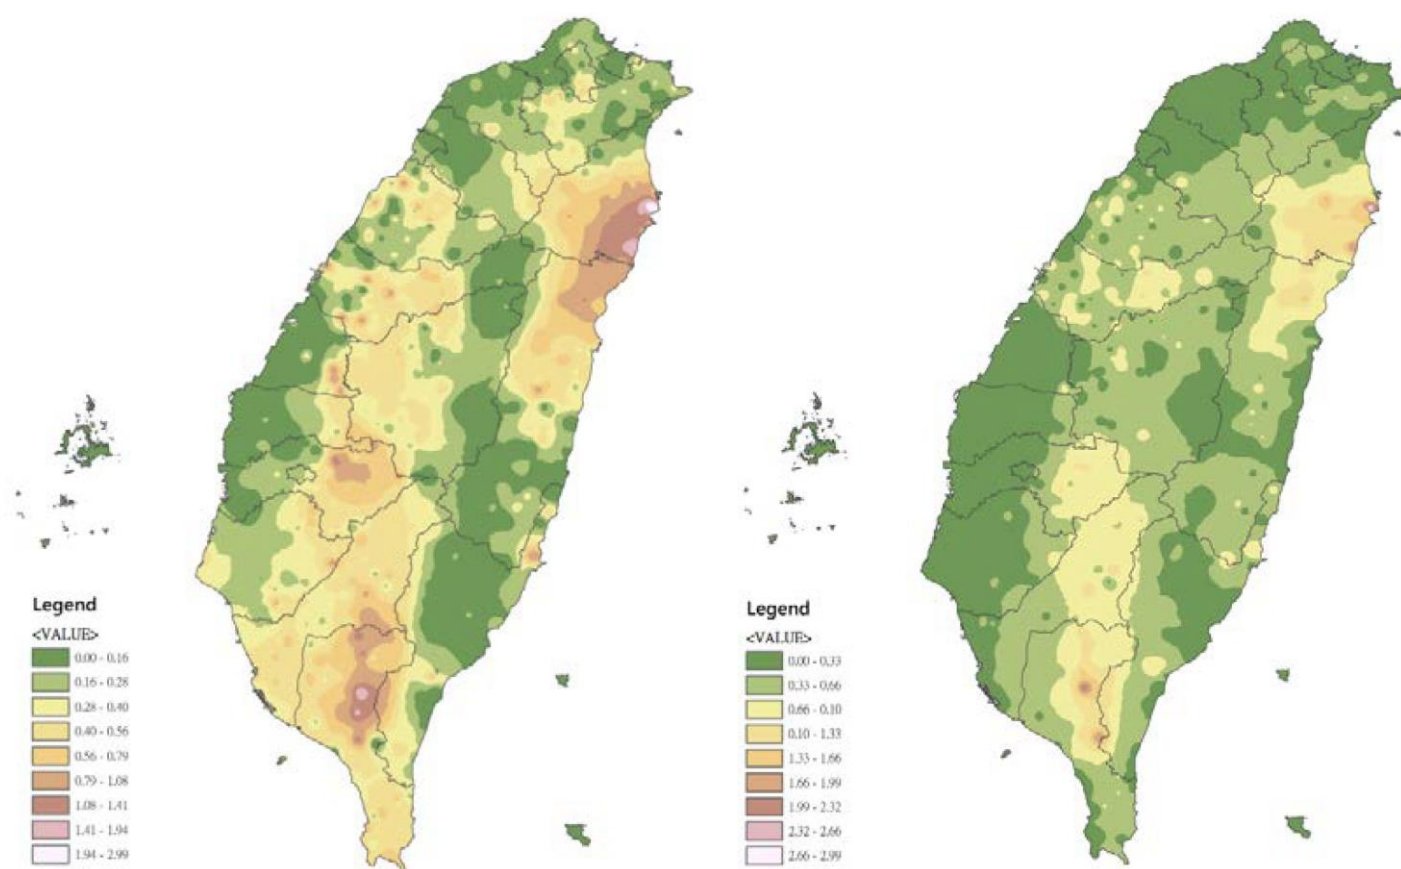 Legend
<VALUE>
0.00 - 0.16
0.16 - 0.28
0.28 - 0.40
0.40 - 0.56
0.56 - 0.79
0.79 - 1.08
1.08 - 1.41
1.41 - 1.94
1.94 - 2.99
Legend
<VALUE>
0.00 - 0.33
0.33 - 0.66
0.66 - 0.10
0.10 - 1.33
1.33 - 1.66
1.66 - 1.99
1.99 - 2.32
2.32 - 2.66
2.66 - 2.99